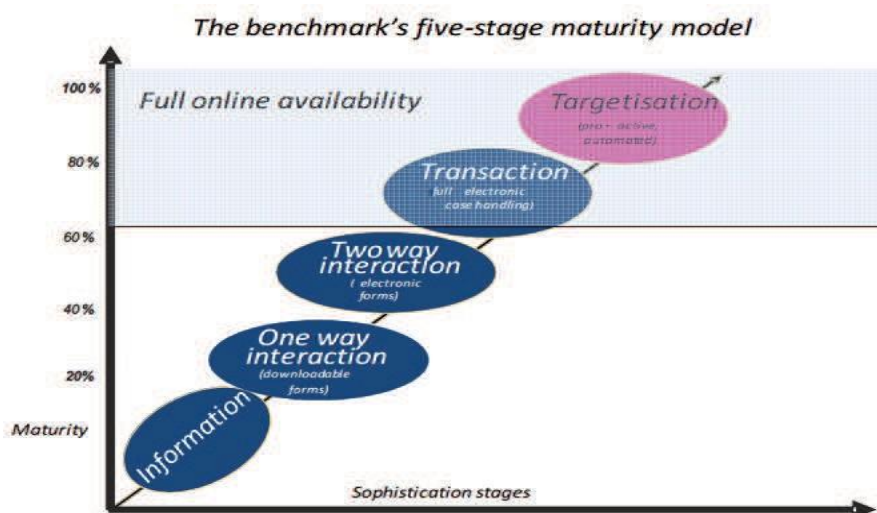 The benchmark's five-stage maturity model
100%
Full online availability
Targetisation
(pro-active,
automated)
80%
Transaction
(full electronic
case handling)
60%
Two way
interaction
( electronic
forms)
40%
One way
interaction
(downloadable
forms)
20%
Information
Maturity
Sophistication stages